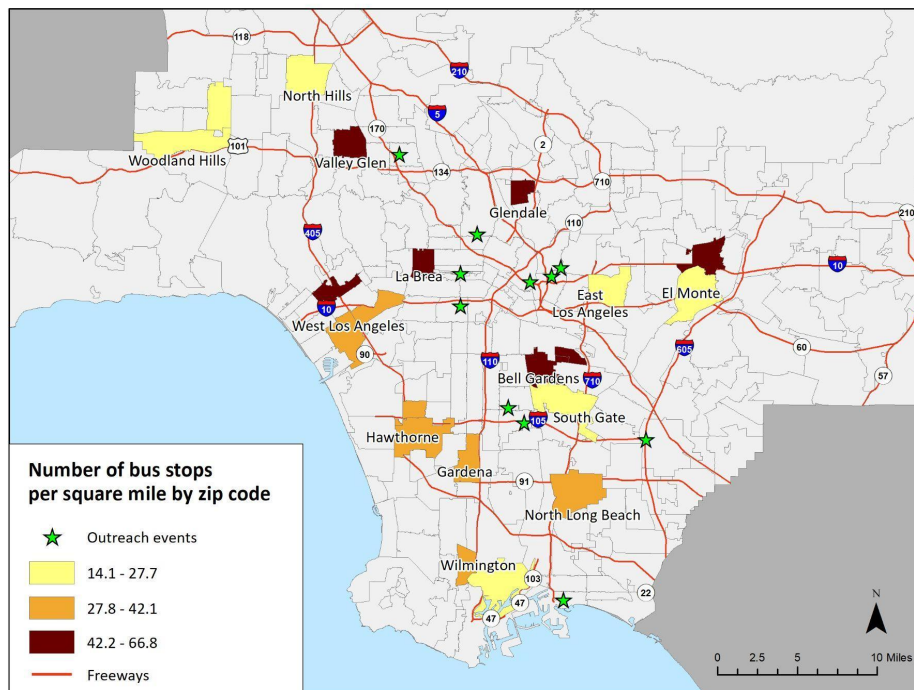 118
210
North Hills
5
170
101
Woodland Hills
Valley Glen
2
134
710
Glendale
110
210
405
La Brea
10
East
Los Angeles
El Monte
10
West Los Angeles
60
605
90
110
57
Bell Gardens
710
105
South Gate
Hawthorne
Gardena
91
North Long Beach
Wilmington
103
47
47
22
Number of bus stops
per square mile by zip code
Outreach events
14.1 - 27.7
27.8 - 42.1
42.2 - 66.8
Freeways
N
0 2.5 5 10 Miles